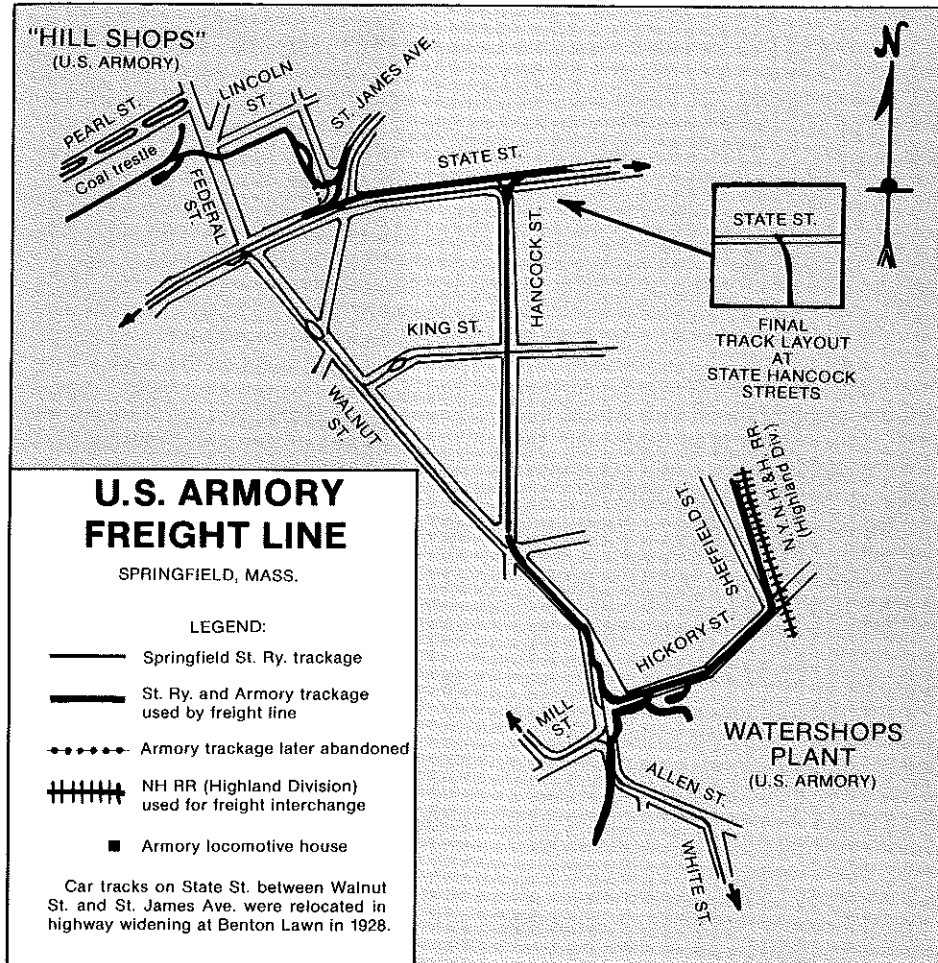 "HILL SHOPS"
(U.S. ARMORY)
PEARL ST.
Coal trestle
LINCOLN
ST.
ST. JAMES AVE.
FEDERAL
ST.
STATE ST.
HANCOCK ST.
KING ST.
WALNUT
ST.
N
STATE ST.
FINAL
TRACK LAYOUT
AT
STATE HANCOCK
STREETS
SHEFFIELD ST.
N.Y.N.H.&H. RR
(Highland Div)
HICKORY ST.
MILL
ST.
WATERSHOPS
PLANT
(U.S. ARMORY)
ALLEN ST.
WHITE ST.
U.S. ARMORY
FREIGHT LINE
SPRINGFIELD, MASS.
LEGEND:
Springfield St. Ry. trackage
St. Ry. and Armory trackage
used by freight line
Armory trackage later abandoned
NH RR (Highland Division)
used for freight interchange
Armory locomotive house
Car tracks on State St. between Walnut
St. and St. James Ave. were relocated in
highway widening at Benton Lawn in 1928.